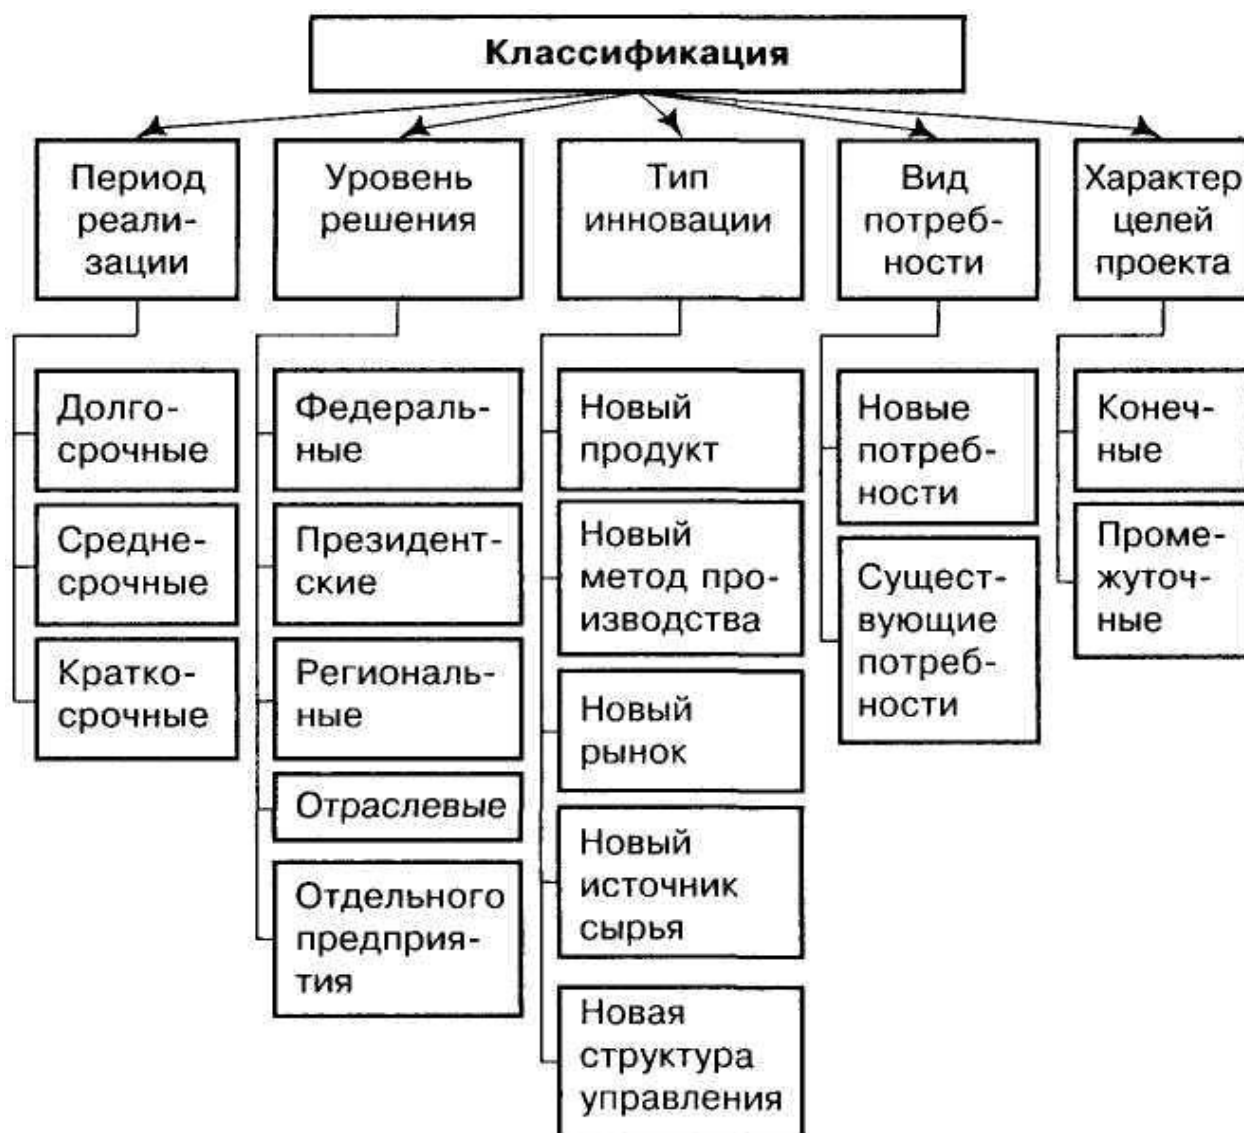 Классификация
Период
реали-
зации
Уровень
решения
Тип
инновации
Вид
потреб-
ности
Характер
целей
проекта
Долго-
срочные
Средне-
срочные
Кратко-
срочные
Федераль-
ные
Президент-
ские
Региональ-
ные
Отраслевые
Отдельного
предприя-
тия
Новый
продукт
Новый
метод про-
изводства
Новый
рынок
Новый
источник
сырья
Новая
структура
управления
Новые
потреб-
ности
Сущест-
вующие
потреб-
ности
Конеч-
ные
Проме-
жуточ-
ные